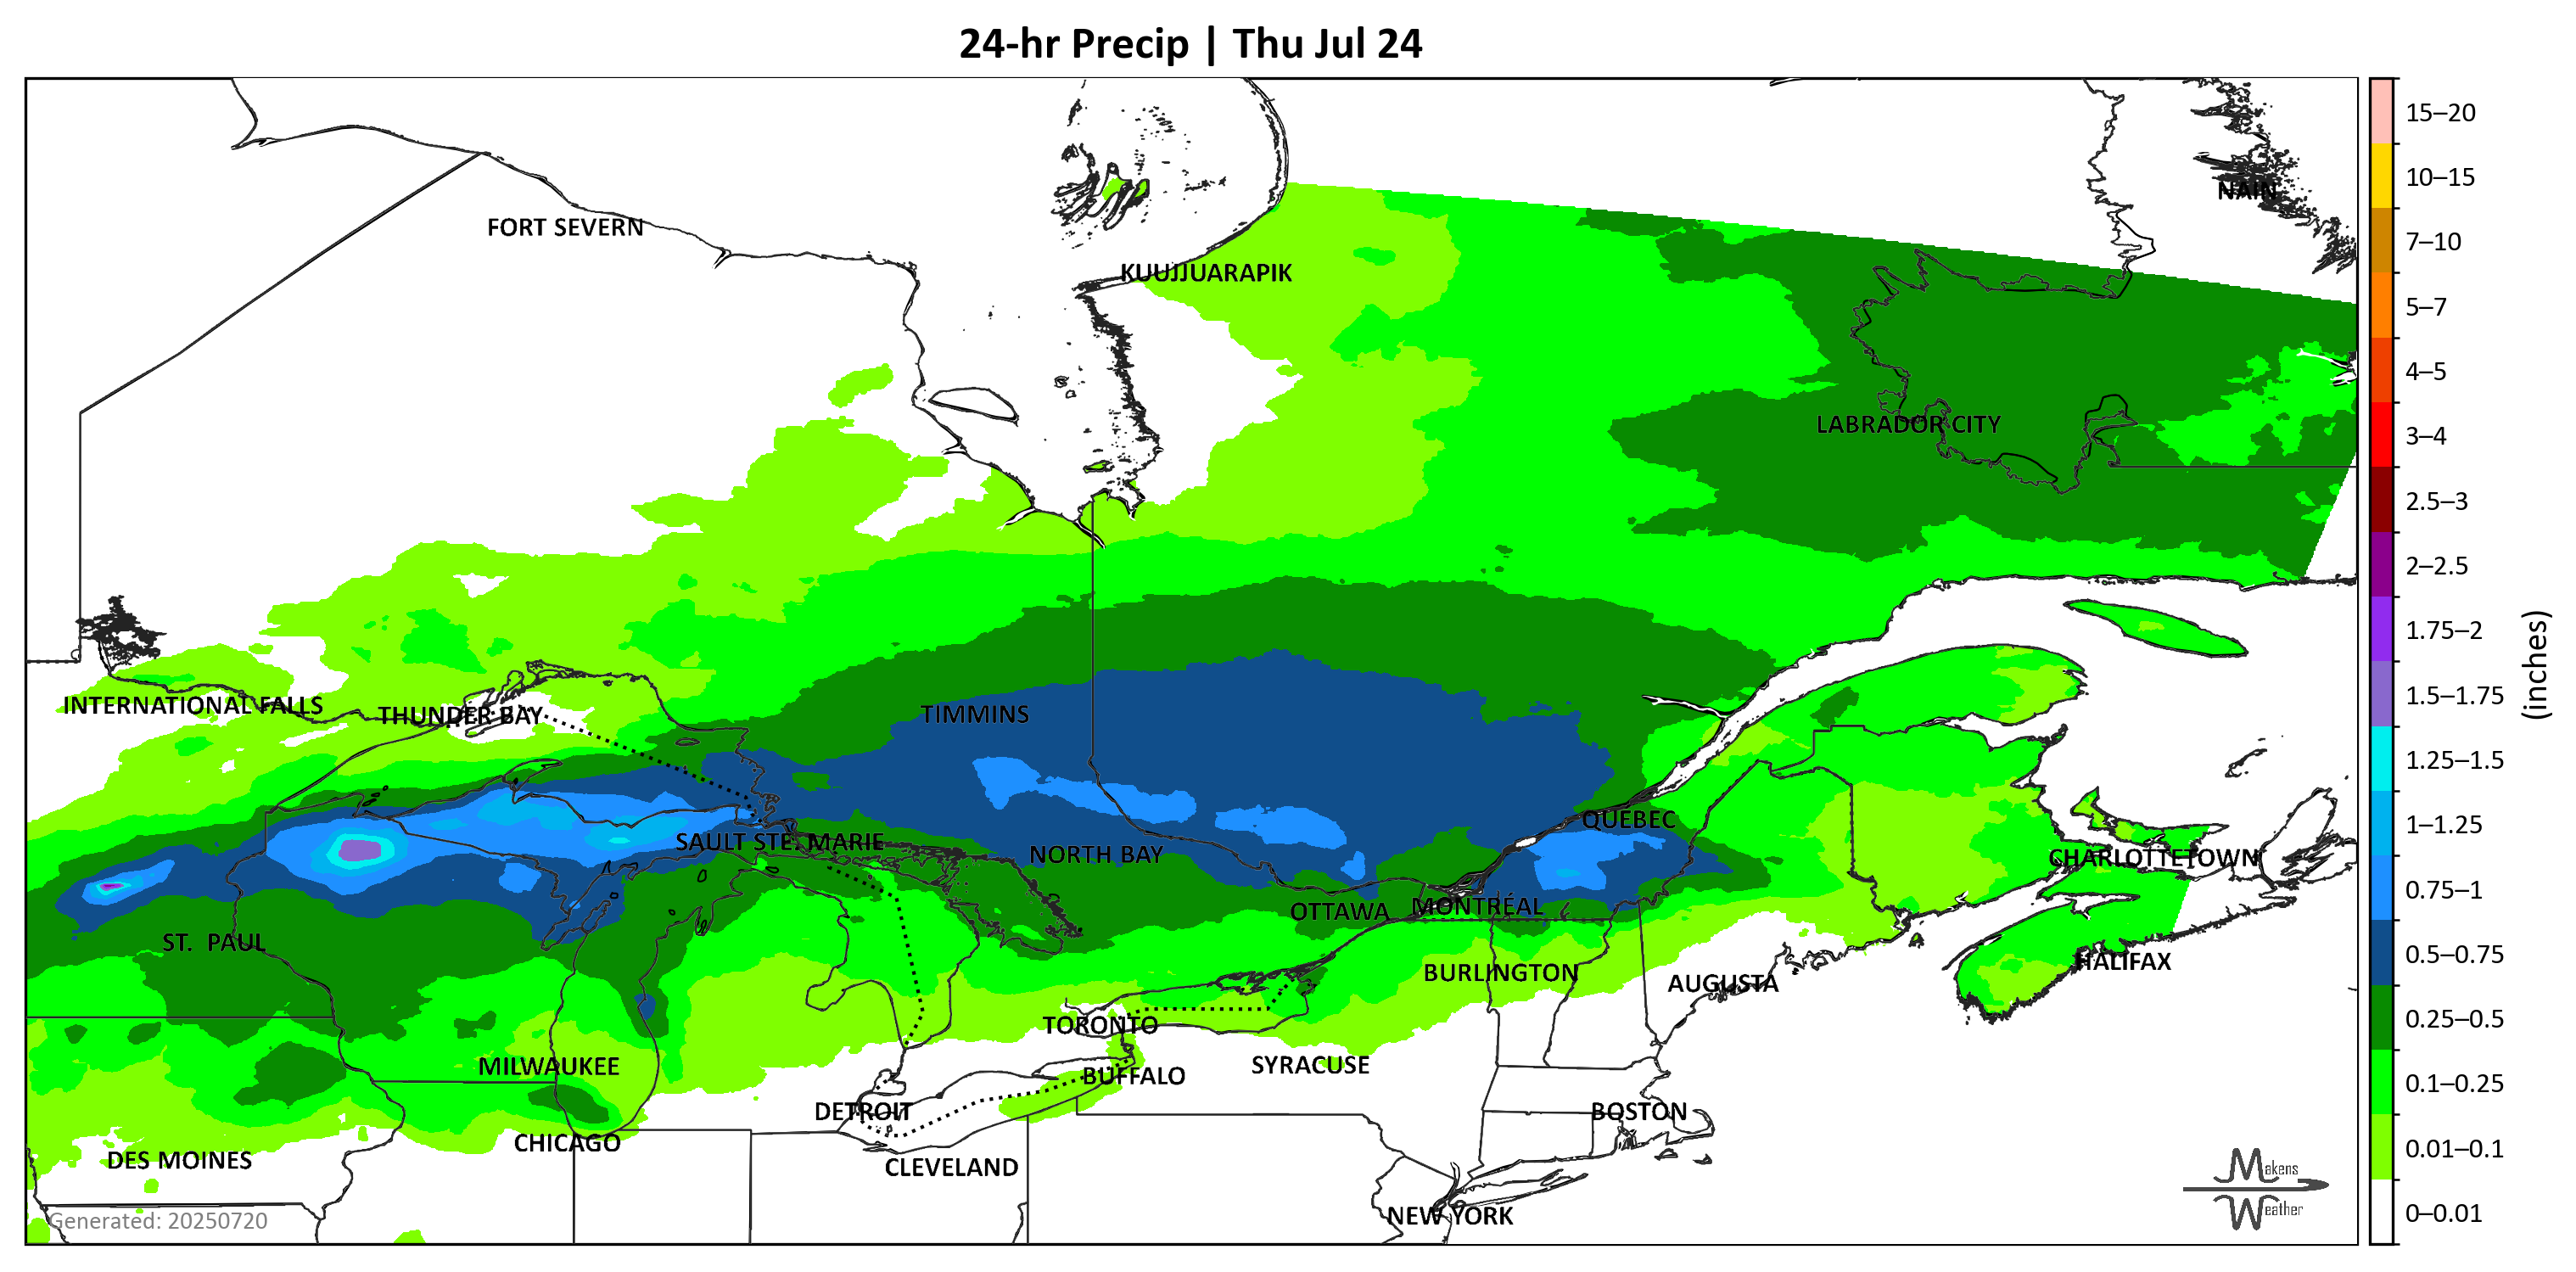 24-hr Precip | Thu Jul 24
NAIN
FORT SEVERN
KUUJJUARAPIK
LABRADOR CITY
INTERNATIONAL FALLS
THUNDER BAY
TIMMINS
QUEBEC
SAULT STE. MARIE
NORTH BAY
CHARLOTTETOWN
OTTAWA
MONTRÉAL
ST. PAUL
HALIFAX
BURLINGTON
AUGUSTA
TORONTO
MILWAUKEE
SYRACUSE
BUFFALO
DETROIT
BOSTON
CHICAGO
DES MOINES
CLEVELAND
NEW YORK
Generated: 20250720
Makens
Weather
15–20
10–15
7–10
5–7
4–5
3–4
2.5–3
2–2.5
1.75–2
1.5–1.75
1.25–1.5
1–1.25
0.75–1
0.5–0.75
0.25–0.5
0.1–0.25
0.01–0.1
0–0.01
(inches)